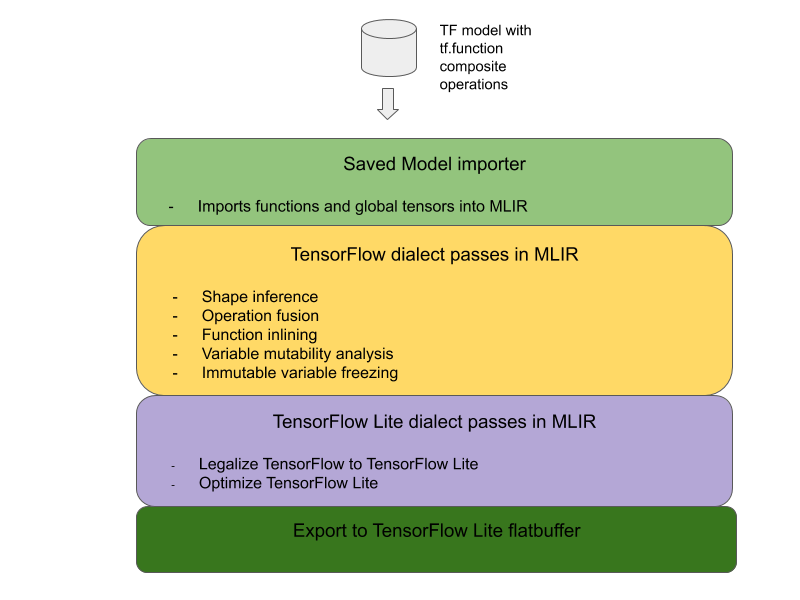 TF model with
tf.function
composite
operations
Saved Model importer
- Imports functions and global tensors into MLIR
TensorFlow dialect passes in MLIR
- Shape inference
- Operation fusion
- Function inlining
- Variable mutability analysis
- Immutable variable freezing
TensorFlow Lite dialect passes in MLIR
- Legalize TensorFlow to TensorFlow Lite
- Optimize TensorFlow Lite
Export to TensorFlow Lite flatbuffer